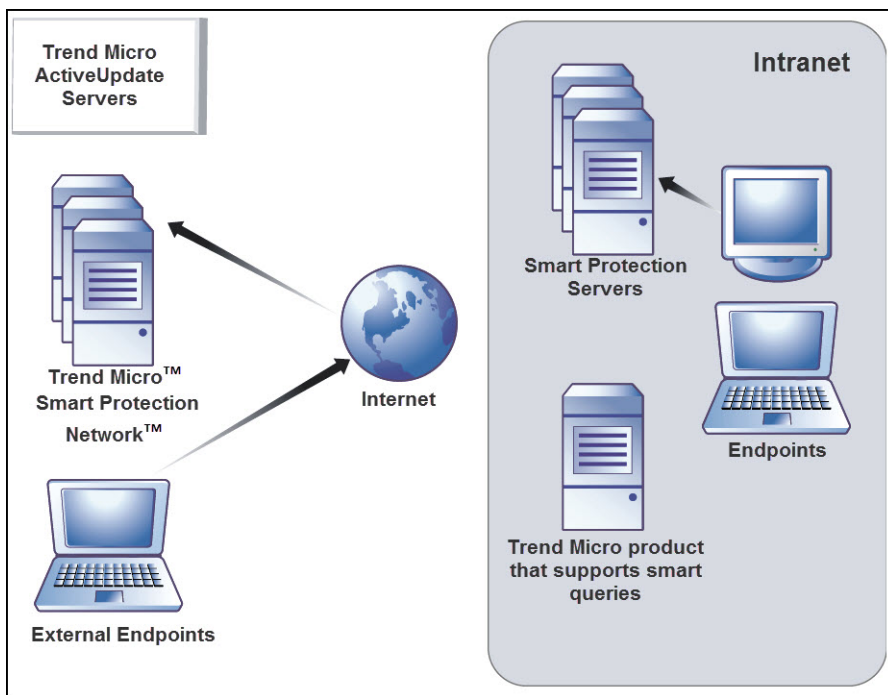 Trend Micro
ActiveUpdate
Servers
Intranet
Smart Protection
Servers
Trend Micro™
Smart Protection
Network™
Internet
Endpoints
Trend Micro product
that supports smart
queries
External Endpoints